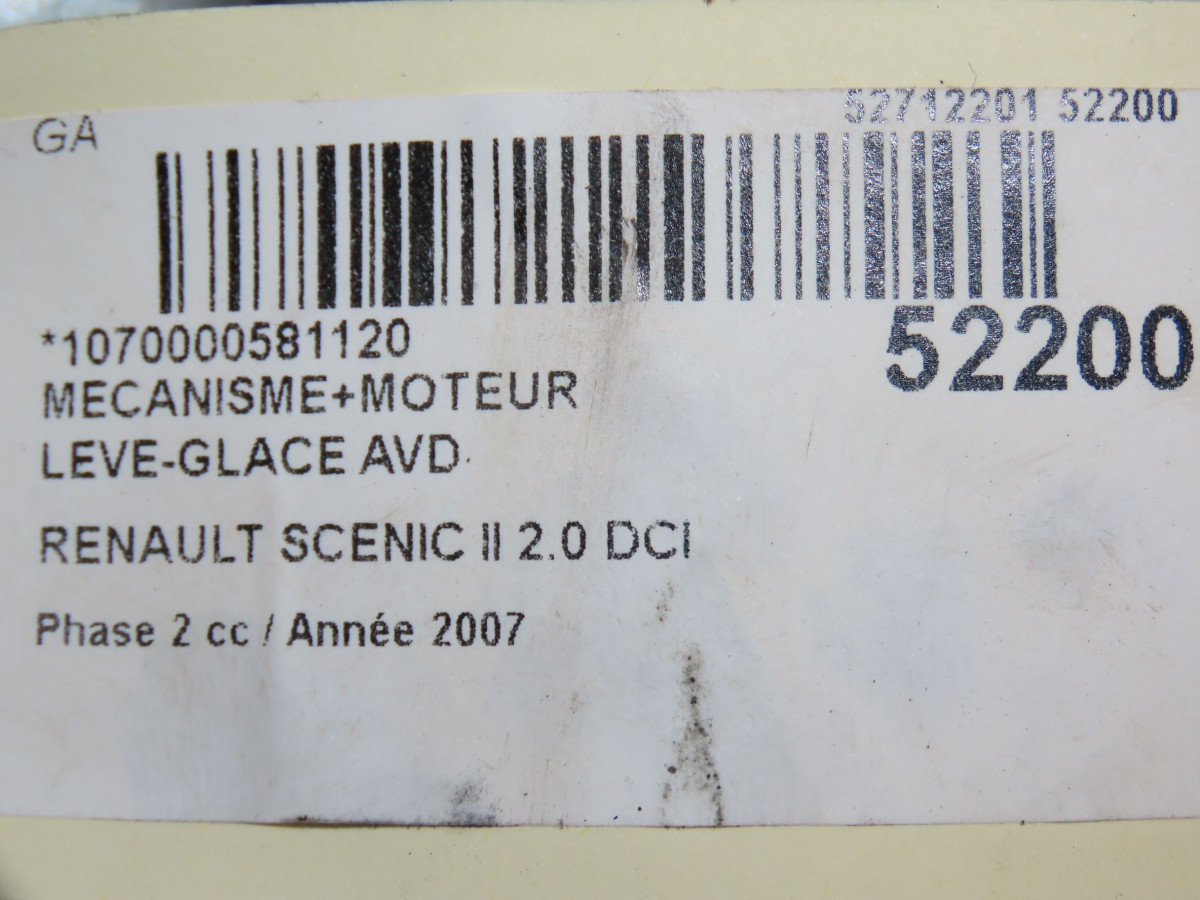 GA
52712201 52200
*1070000581120
52200
MECANISME+MOTEUR
LEVE-GLACE AVD
RENAULT SCENIC II 2.0 DCI
Phase 2 cc / Année 2007